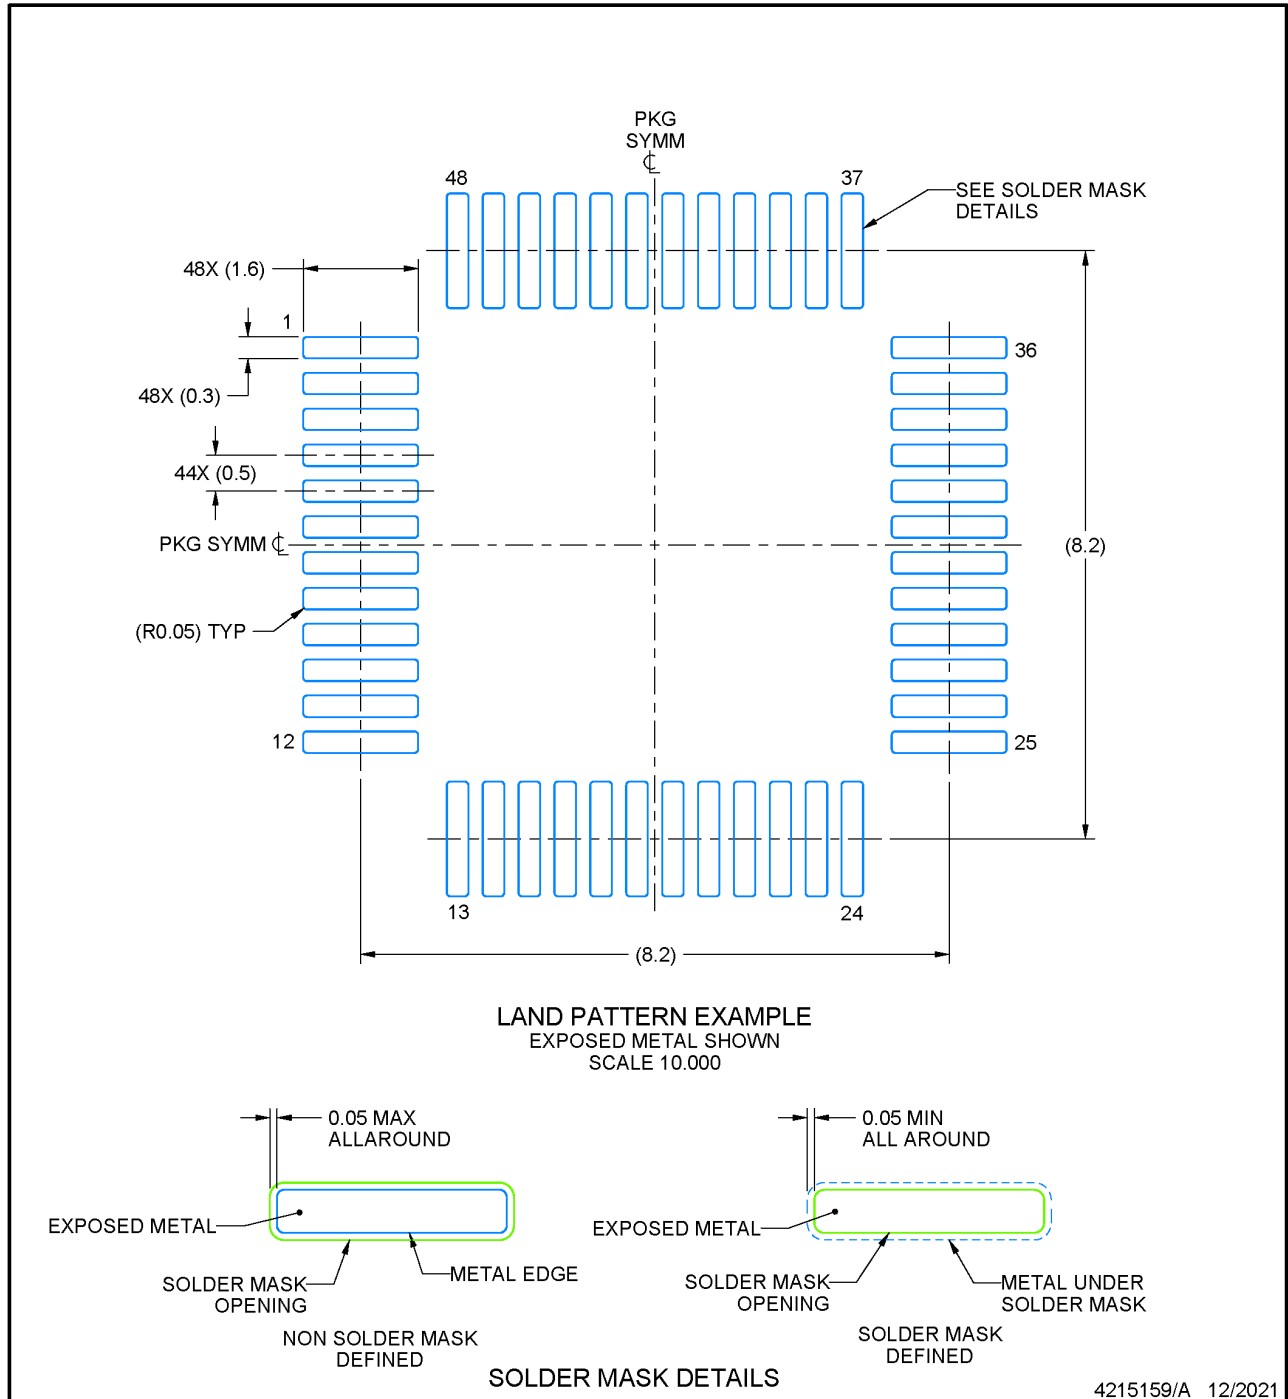 PKG
SYMM
℄
48
37
SEE SOLDER MASK
DETAILS
48X (1.6)
1
36
48X (0.3)
44X (0.5)
PKG SYMM ℄
(8.2)
(R0.05) TYP
12
25
13
24
(8.2)
LAND PATTERN EXAMPLE
EXPOSED METAL SHOWN
SCALE 10.000
0.05 MAX
ALLAROUND
EXPOSED METAL
SOLDER MASK
OPENING
METAL EDGE
NON SOLDER MASK
DEFINED
0.05 MIN
ALL AROUND
EXPOSED METAL
SOLDER MASK
OPENING
METAL UNDER
SOLDER MASK
SOLDER MASK
DEFINED
SOLDER MASK DETAILS
4215159/A 12/2021